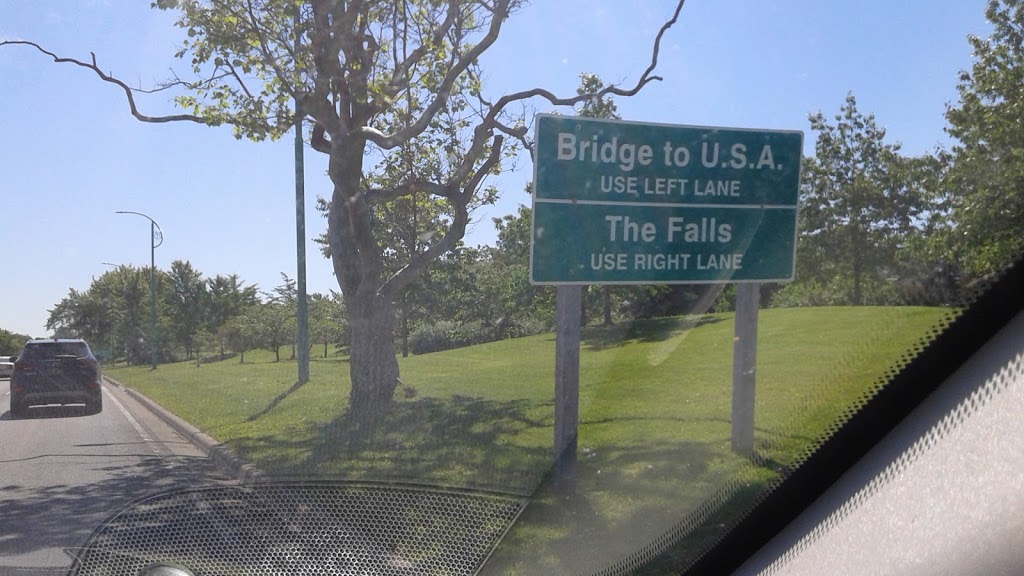 Bridge to U.S.A.
USE LEFT LANE
The Falls
USE RIGHT LANE